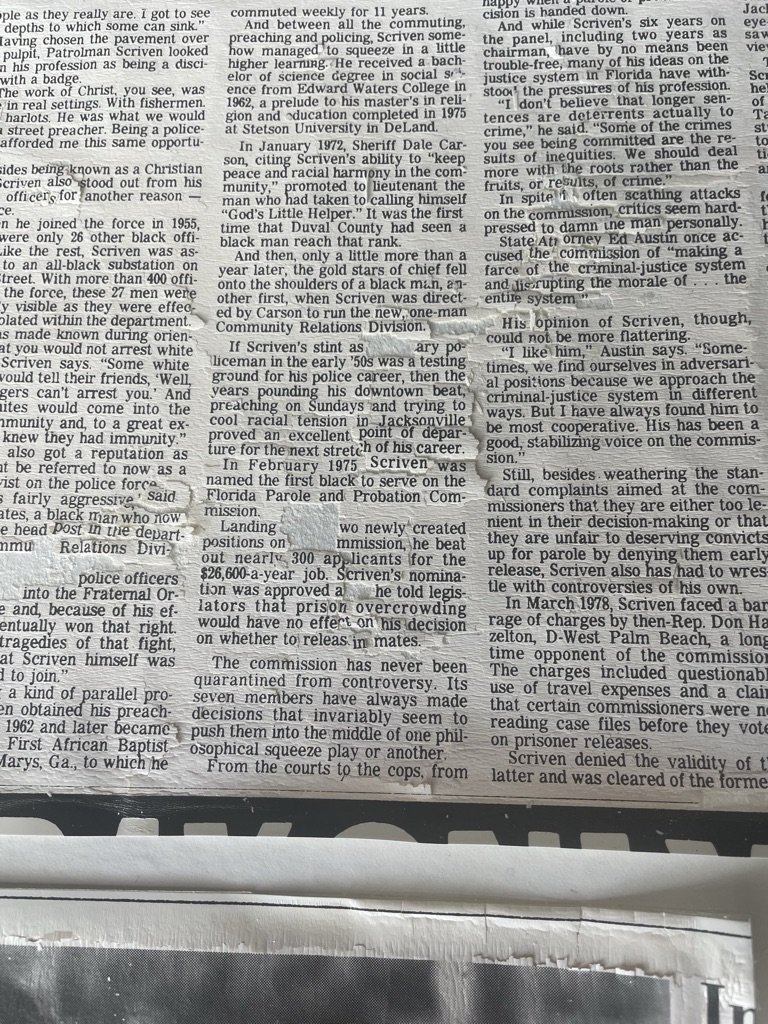 ple as they really are. I got to see
depths to which some can sink."
Having chosen the pavement over
pulpit, Patrolman Scriven looked
n his profession as being a disci-
with a badge.
The work of Christ, you see, was
e in real settings. With fishermen.
harlots. He was what we would
street preacher. Being a police-
afforded me this same opportu-
sides being known as a Christian
Scriven also stood out from his
officers for another reason —
ce.
en he joined the force in 1955,
were only 26 other black offi-
Like the rest, Scriven was as-
to an all-black substation on
street. With more than 400 offi-
the force, these 27 men were
y visible as they were effec-
olated within the department.
as made known during orien-
at you would not arrest white
Scriven says. "Some white
would tell their friends, 'Well,
gers can't arrest you.' And
ites would come into the
mmunity and, to a great ex-
knew they had immunity."
also got a reputation as
t be referred to now as a
ist on the police force
s fairly aggressive,' said
ates, a black man who now
e head post in the depart-
mmu Relations Divi-
police officers
into the Fraternal Or-
e and, because of his ef-
entually won that right.
tragedies of that fight,
at Scriven himself was
d to join."
a kind of parallel pro-
en obtained his preach-
1962 and later became
First African Baptist
Marys, Ga., to which he
commuted weekly for 11 years.
And between all the commuting,
preaching and policing, Scriven some-
how managed to squeeze in a little
higher learning. He received a bach-
elor of science degree in social s
ence from Edward Waters College in
1962, a prelude to his master's in reli-
gion and education completed in 1975
at Stetson University in DeLand.
In January 1972, Sheriff Dale Car-
son, citing Scriven's ability to "keep
peace and racial harmony in the com-
munity," promoted to lieutenant the
man who had taken to calling himself
"God's Little Helper." It was the first
time that Duval County had seen a
black man reach that rank.
And then, only a little more than a
year later, the gold stars of chief fell
onto the shoulders of a black man, an-
other first, when Scriven was direct-
ed by Carson to run the new, one-man
Community Relations Division.
If Scriven's stint as ary po-
liceman in the early '50s was a testing
ground for his police career, then the
years pounding his downtown beat,
preaching on Sundays and trying to
cool racial tension in Jacksonville
proved an excellent point of depar-
ture for the next stretch of his career.
In February 1975 Scriven was
named the first black to serve on the
Florida Parole and Probation Com-
mission.
Landing wo newly created
positions on mmission, he beat
out nearly 300 applicants for the
$26,600-a-year job. Scriven's nomina-
tion was approved a he told legis-
lators that prison overcrowding
would have no effect on his decision
on whether to releas in mates.
The commission has never been
quarantined from controversy. Its
seven members have always made
decisions that invariably seem to
push them into the middle of one phil-
osophical squeeze play or another.
From the courts to the cops, from
happy when a parole or
cision is handed down.
And while Scriven's six years on
the panel, including two years as
chairman, have by no means been
trouble-free, many of his ideas on the
justice system in Florida have with-
stood the pressures of his profession.
"I don't believe that longer sen-
tences are deterrents actually to
crime," he said. "Some of the crimes
you see being committed are the re-
sults of inequities. We should deal
more with the roots rather than the
fruits, or results, of crime."
In spite often scathing attacks
on the commission, critics seem hard-
pressed to damn the man personally.
State At orney Ed Austin once ac-
cused the commission of "making a
farce of the criminal-justice system
and disrupting the morale of . . . the
entire system"
His opinion of Scriven, though,
could not be more flattering.
"I like him," Austin says. "Some-
times, we find ourselves in adversari-
al positions because we approach the
criminal-justice system in different
ways. But I have always found him to
be most cooperative. His has been a
good, stabilizing voice on the commis-
sion."
Still, besides weathering the stan-
dard complaints aimed at the com-
missioners that they are either too le-
nient in their decision-making or that
they are unfair to deserving convicts
up for parole by denying them early
release, Scriven also has had to wres-
tle with controversies of his own.
In March 1978, Scriven faced a bar
rage of charges by then-Rep. Don Ha
zelton, D-West Palm Beach, a long
time opponent of the commission
The charges included questionabl
use of travel expenses and a clai
that certain commissioners were n
reading case files before they vote
on prisoner releases.
Scriven denied the validity of t
latter and was cleared of the forme